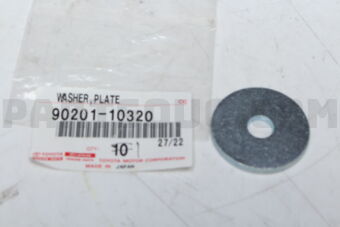 WASHER, PLATE
90201-10320
27/22
10
TOYOTA MOTOR CORPORATION
MADE IN JAPAN